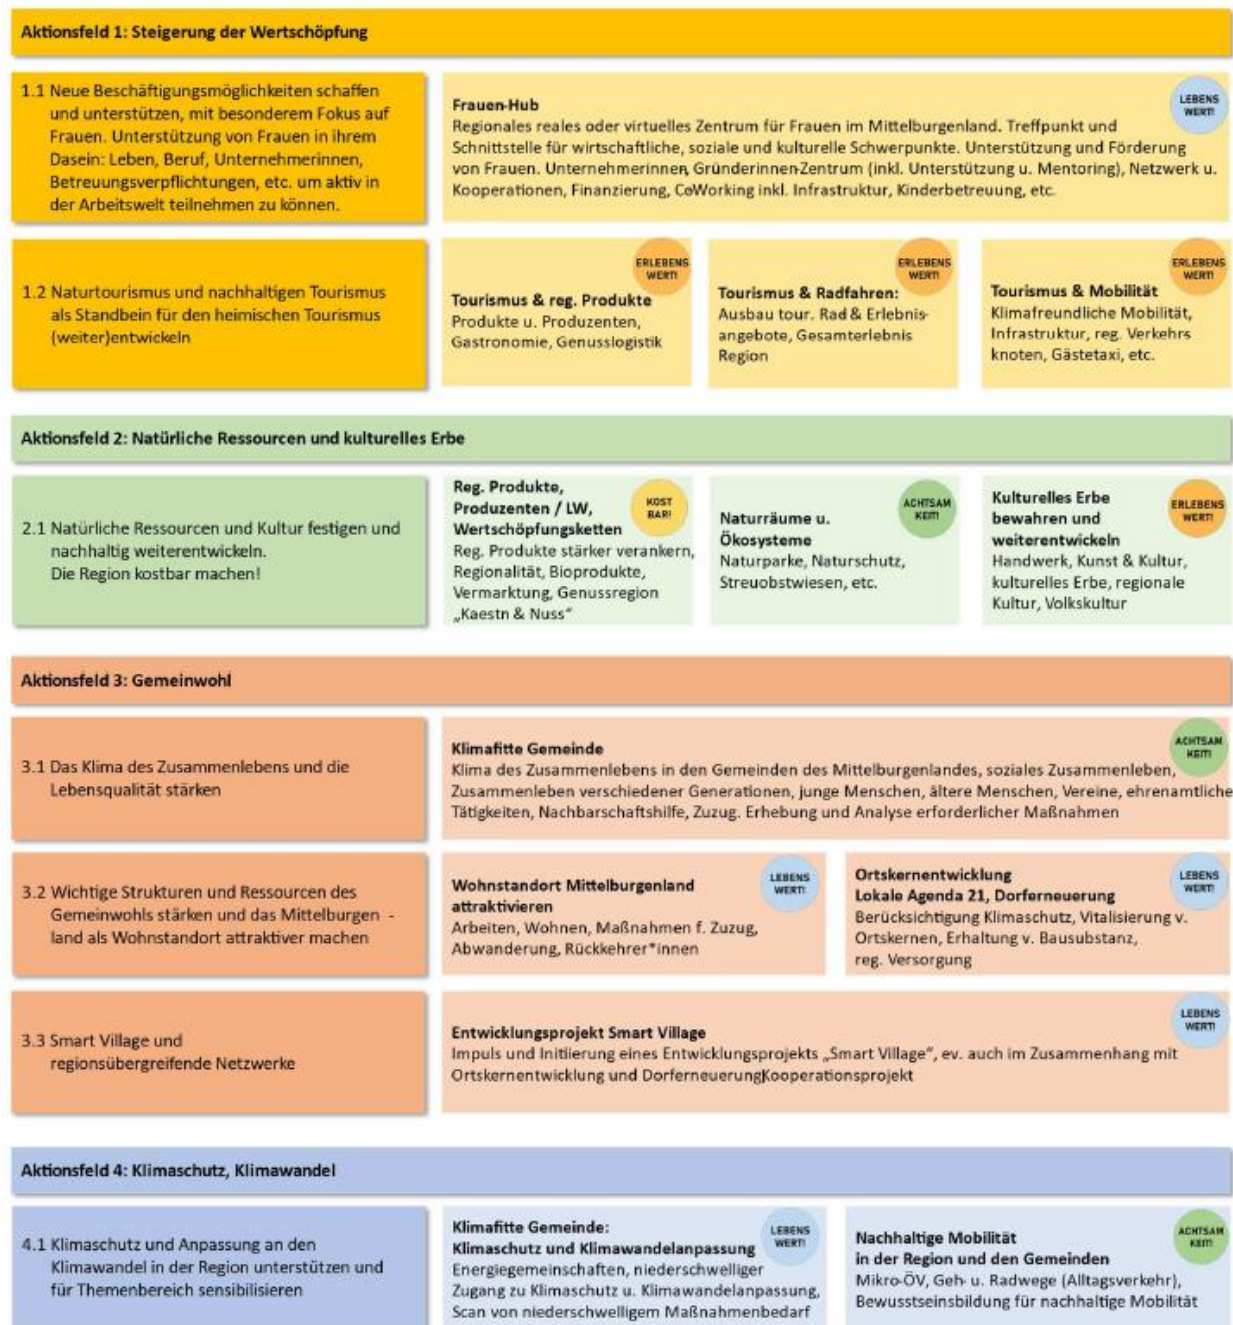 Aktionsfeld 1: Steigerung der Wertschöpfung
1.1 Neue Beschäftigungsmöglichkeiten schaffen
und unterstützen, mit besonderem Fokus auf
Frauen. Unterstützung von Frauen in ihrem
Dasein: Leben, Beruf, Unternehmerinnen,
Betreuungsverpflichtungen, etc. um aktiv in
der Arbeitswelt teilnehmen zu können.
Frauen-Hub
Regionales reales oder virtuelles Zentrum für Frauen im Mittelburgenland. Treffpunkt und
Schnittstelle für wirtschaftliche, soziale und kulturelle Schwerpunkte. Unterstützung und Förderung
von Frauen. Unternehmerinnen, Gründerinnen-Zentrum (inkl. Unterstützung u. Mentoring), Netzwerk u.
Kooperationen, Finanzierung, CoWorking inkl. Infrastruktur, Kinderbetreuung, etc.
LEBENS
WERT!
1.2 Naturtourismus und nachhaltigen Tourismus
als Standbein für den heimischen Tourismus
(weiter)entwickeln
ERLEBENS
WERT!
Tourismus & reg. Produkte
Produkte u. Produzenten,
Gastronomie, Genusslogistik
ERLEBENS
WERT!
Tourismus & Radfahren:
Ausbau tour. Rad & Erlebnis-
angebote, Gesamterlebnis
Region
ERLEBENS
WERT!
Tourismus & Mobilität
Klimafreundliche Mobilität,
Infrastruktur, reg. Verkehrs
knoten, Gästetaxi, etc.
Aktionsfeld 2: Natürliche Ressourcen und kulturelles Erbe
2.1 Natürliche Ressourcen und Kultur festigen und
nachhaltig weiterentwickeln.
Die Region kostbar machen!
Reg. Produkte,
Produzenten / LW,
Wertschöpfungsketten
Reg. Produkte stärker verankern,
Regionalität, Bioprodukte,
Vermarktung, Genussregion
„Kaestn & Nuss“
KOST
BAR!
Naturräume u.
Ökosysteme
Naturparke, Naturschutz,
Streuobstwiesen, etc.
ACHTSAM
KEIT!
Kulturelles Erbe
bewahren und
weiterentwickeln
Handwerk, Kunst & Kultur,
kulturelles Erbe, regionale
Kultur, Volkskultur
ERLEBENS
WERT!
Aktionsfeld 3: Gemeinwohl
3.1 Das Klima des Zusammenlebens und die
Lebensqualität stärken
Klimafitte Gemeinde
Klima des Zusammenlebens in den Gemeinden des Mittelburgenlandes, soziales Zusammenleben,
Zusammenleben verschiedener Generationen, junge Menschen, ältere Menschen, Vereine, ehrenamtliche
Tätigkeiten, Nachbarschaftshilfe, Zuzug. Erhebung und Analyse erforderlicher Maßnahmen
ACHTSAM
KEIT!
3.2 Wichtige Strukturen und Ressourcen des
Gemeinwohls stärken und das Mittelburgen -
land als Wohnstandort attraktiver machen
Wohnstandort Mittelburgenland
attraktivieren
Arbeiten, Wohnen, Maßnahmen f. Zuzug,
Abwanderung, Rückkehrer*innen
LEBENS
WERT!
Ortskernentwicklung
Lokale Agenda 21, Dorferneuerung
Berücksichtigung Klimaschutz, Vitalisierung v.
Ortskernen, Erhaltung v. Bausubstanz,
reg. Versorgung
LEBENS
WERT!
3.3 Smart Village und
regionsübergreifende Netzwerke
Entwicklungsprojekt Smart Village
Impuls und Initiierung eines Entwicklungsprojekts „Smart Village“, ev. auch im Zusammenhang mit
Ortskernentwicklung und DorferneuerungKooperationsprojekt
LEBENS
WERT!
Aktionsfeld 4: Klimaschutz, Klimawandel
4.1 Klimaschutz und Anpassung an den
Klimawandel in der Region unterstützen und
für Themenbereich sensibilisieren
Klimafitte Gemeinde:
Klimaschutz und Klimawandelanpassung
Energiegemeinschaften, niederschwelliger
Zugang zu Klimaschutz u. Klimawandelanpassung,
Scan von niederschwelligem Maßnahmenbedarf
LEBENS
WERT!
Nachhaltige Mobilität
in der Region und den Gemeinden
Mikro-ÖV, Geh- u. Radwege (Alltagsverkehr),
Bewusstseinsbildung für nachhaltige Mobilität
ACHTSAM
KEIT!